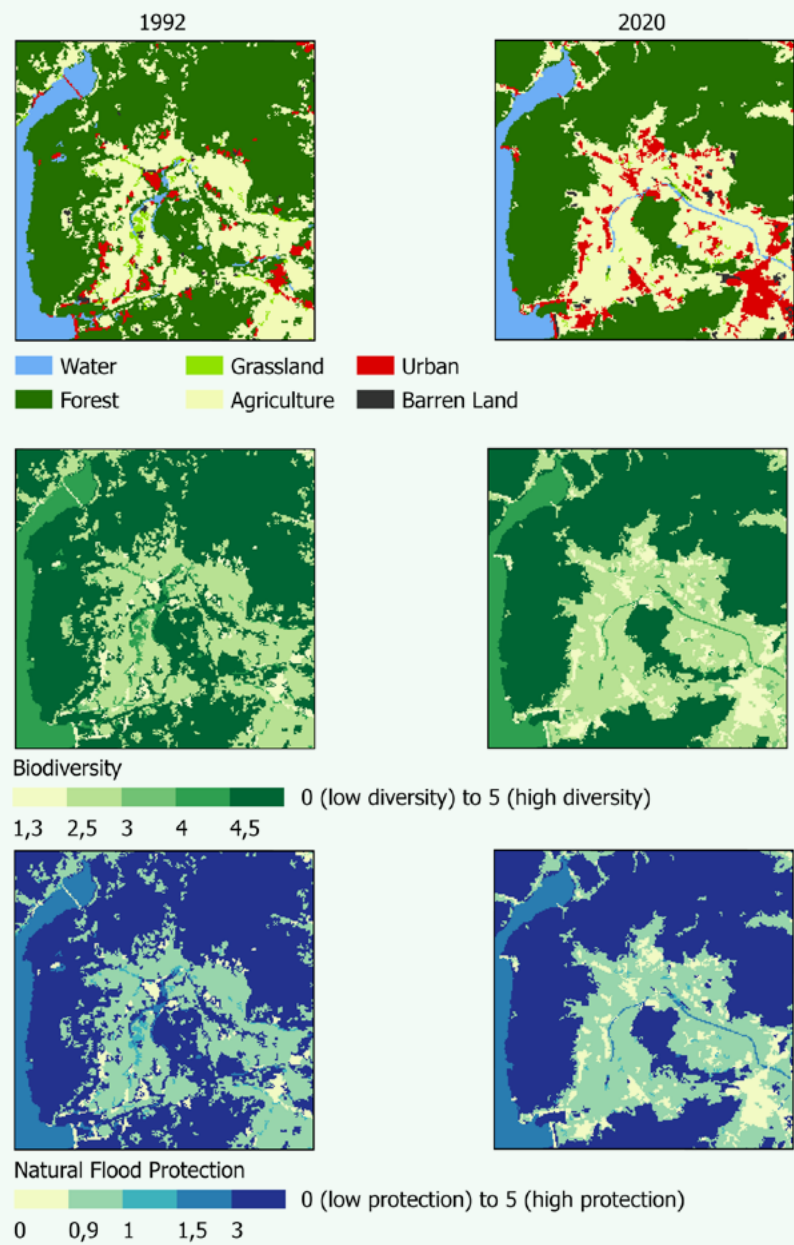 1992 2020
Water Grassland Urban
Forest Agriculture Barren Land
Biodiversity
0 (low diversity) to 5 (high diversity)
1,3 2,5 3 4 4,5
Natural Flood Protection
0 (low protection) to 5 (high protection)
0 0,9 1 1,5 3